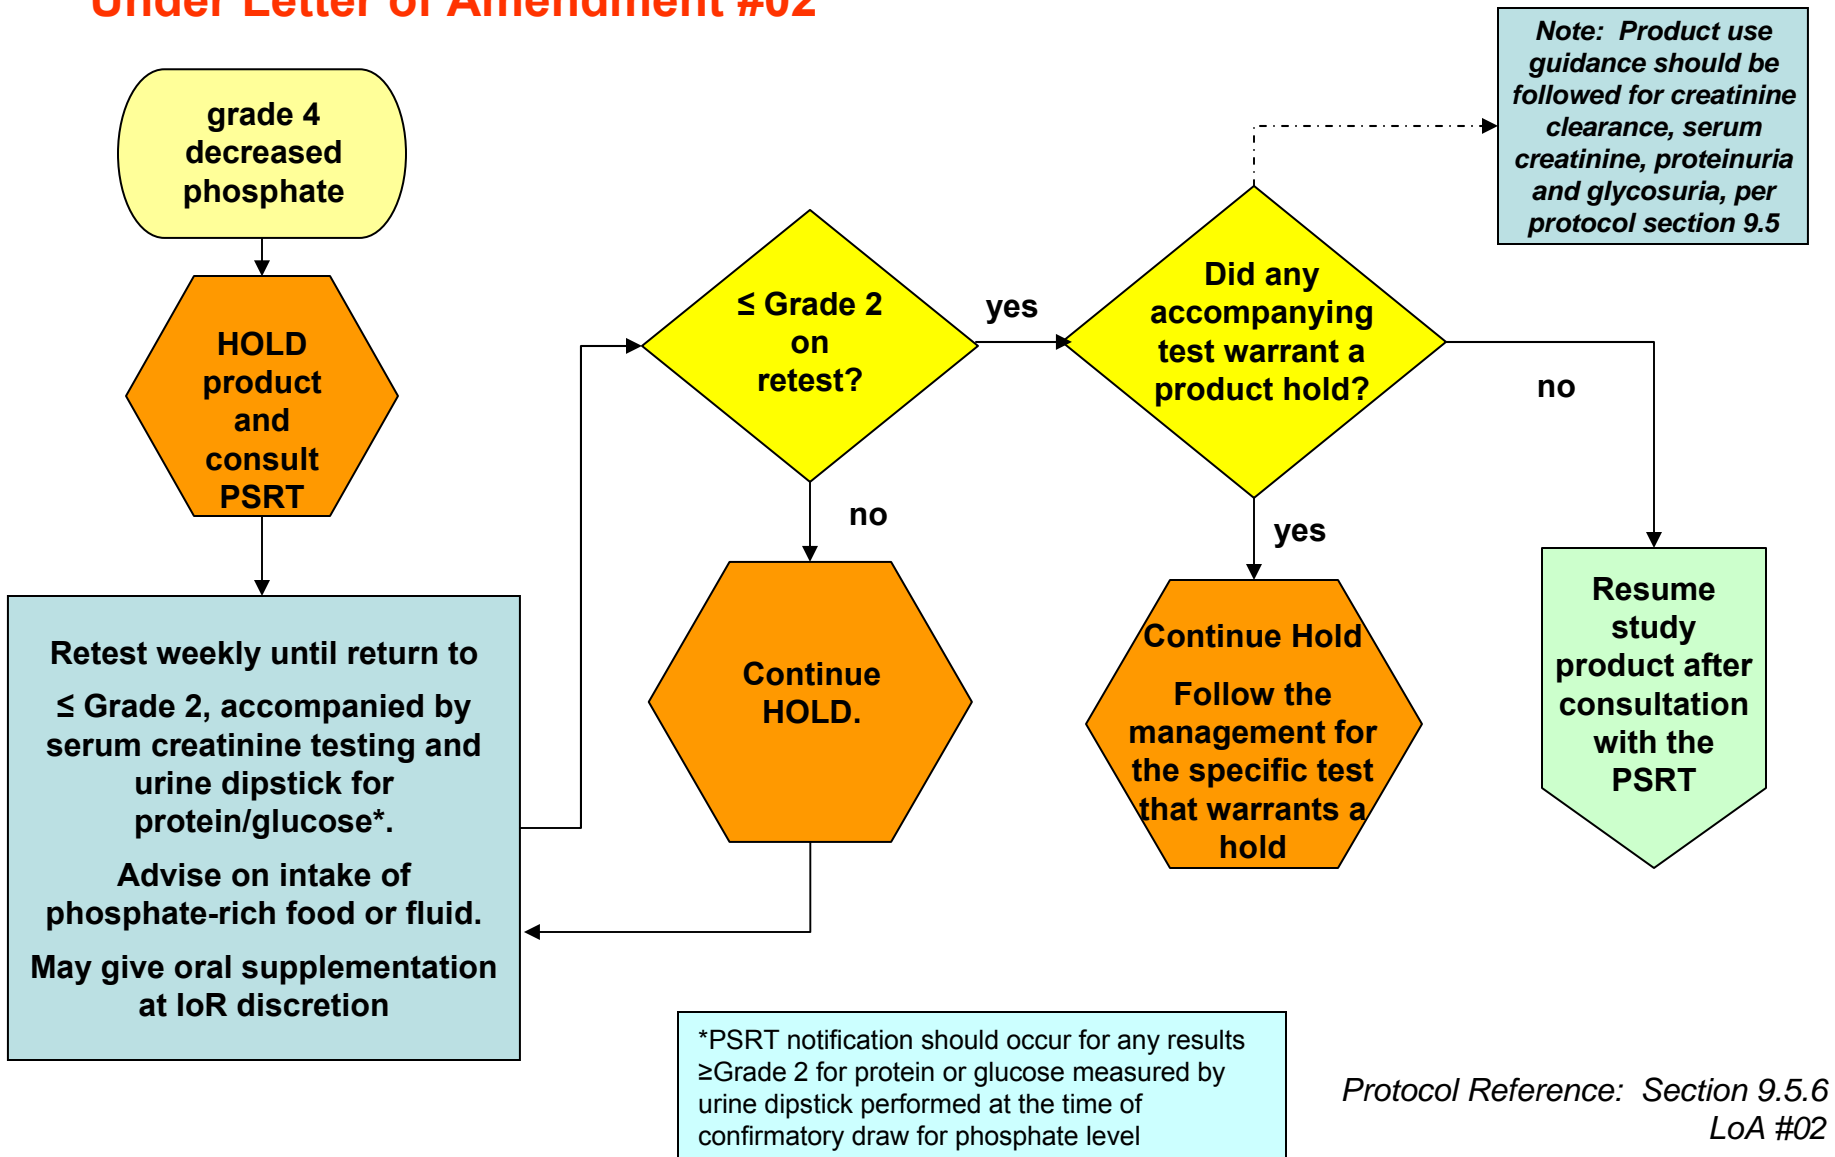 Under Letter of Amendment #02
Note: Product use
guidance should be
followed for creatinine
clearance, serum
creatinine, proteinuria
and glycosuria, per
protocol section 9.5
grade 4
decreased
phosphate
HOLD
product
and
consult
PSRT
Retest weekly until return to
≤ Grade 2, accompanied by
serum creatinine testing and
urine dipstick for
protein/glucose*.
Advise on intake of
phosphate-rich food or fluid.
May give oral supplementation
at IoR discretion
≤ Grade 2
on
retest?
yes
no
Continue
HOLD.
Did any
accompanying
test warrant a
product hold?
yes
no
Continue Hold
Follow the
management for
the specific test
that warrants a
hold
Resume
study
product after
consultation
with the
PSRT
*PSRT notification should occur for any results
≥Grade 2 for protein or glucose measured by
urine dipstick performed at the time of
confirmatory draw for phosphate level
Protocol Reference: Section 9.5.6
LoA #02